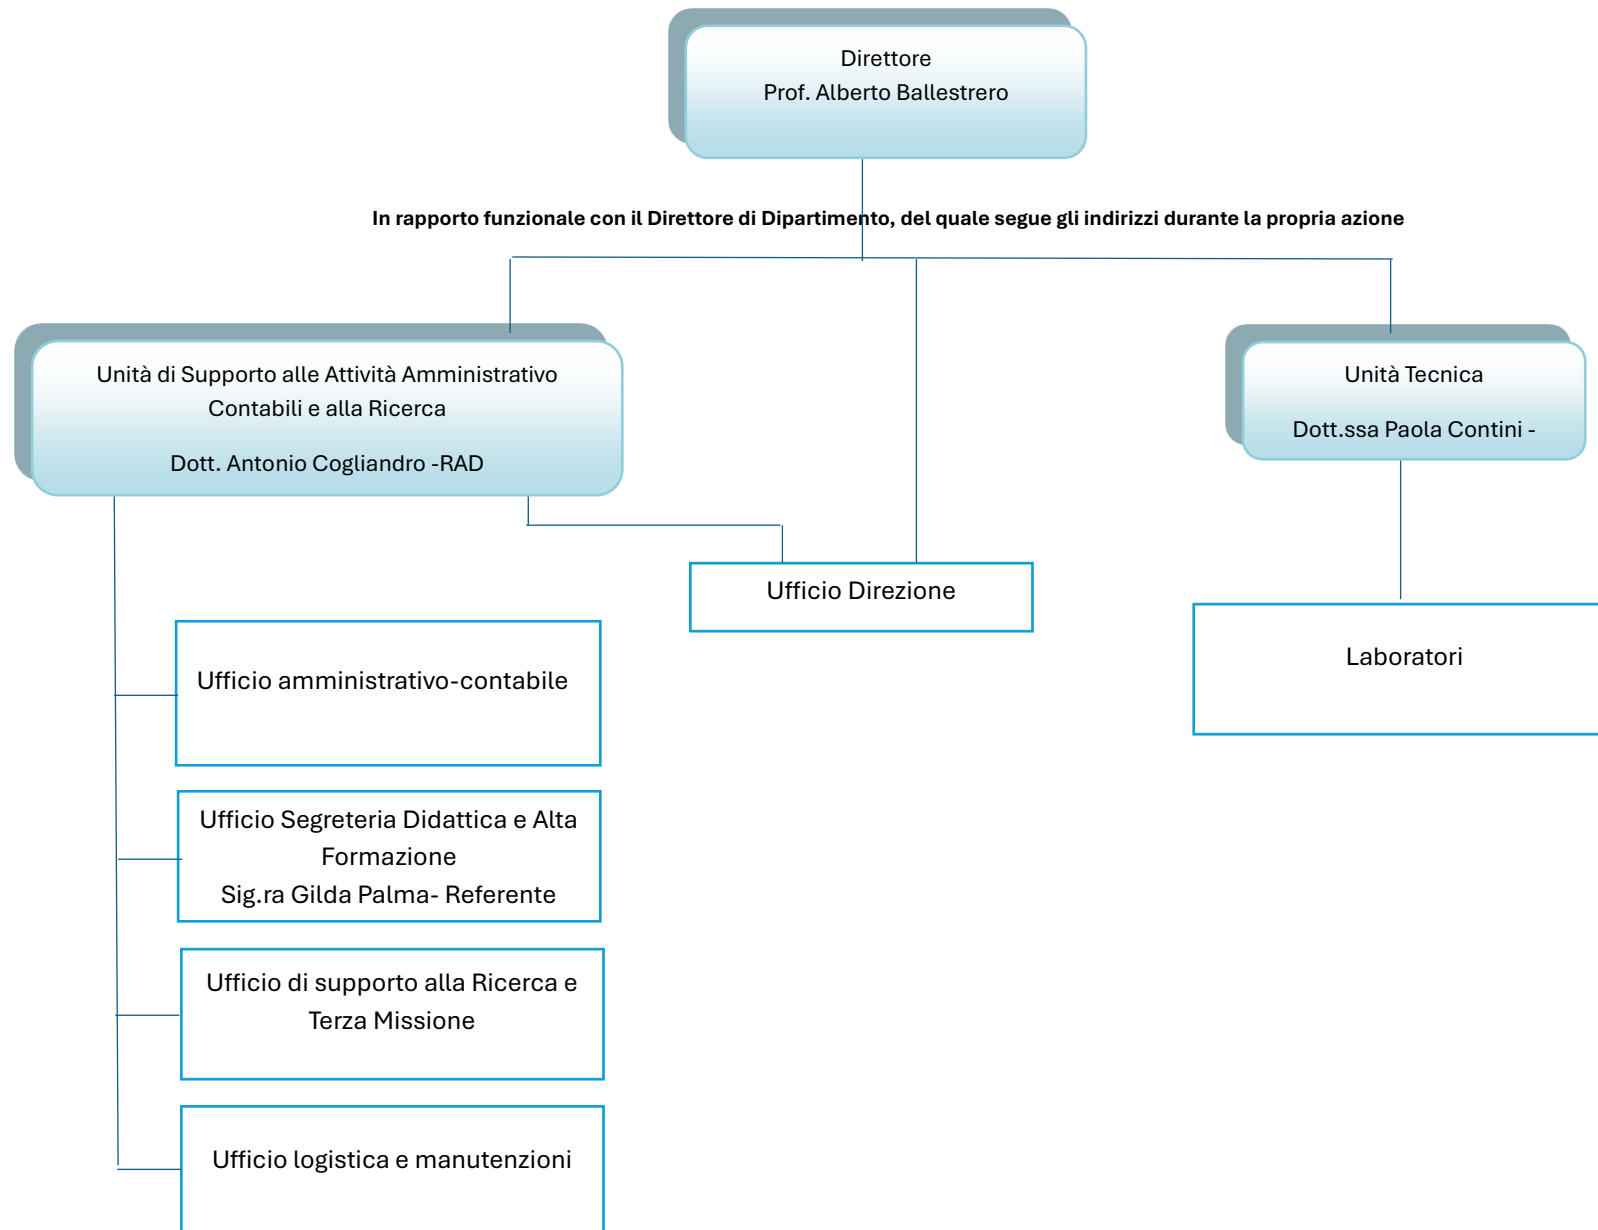 Direttore
Prof. Alberto Ballestrero
In rapporto funzionale con il Direttore di Dipartimento, del quale segue gli indirizzi durante la propria azione
Unità di Supporto alle Attività Amministrativo
Contabili e alla Ricerca
Dott. Antonio Cogliandro -RAD
Unità Tecnica
Dott.ssa Paola Contini -
Ufficio Direzione
Laboratori
Ufficio amministrativo-contabile
Ufficio Segreteria Didattica e Alta
Formazione
Sig.ra Gilda Palma- Referente
Ufficio di supporto alla Ricerca e
Terza Missione
Ufficio logistica e manutenzioni